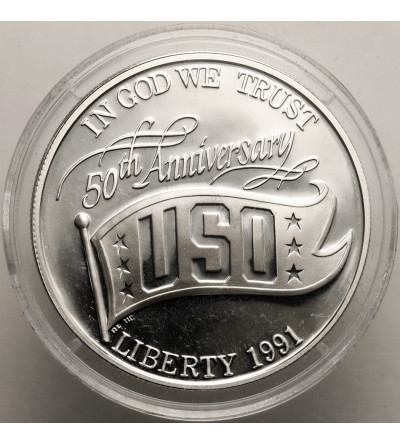 IN GOD WE TRUST
50th Anniversary
USO
LIBERTY 1991